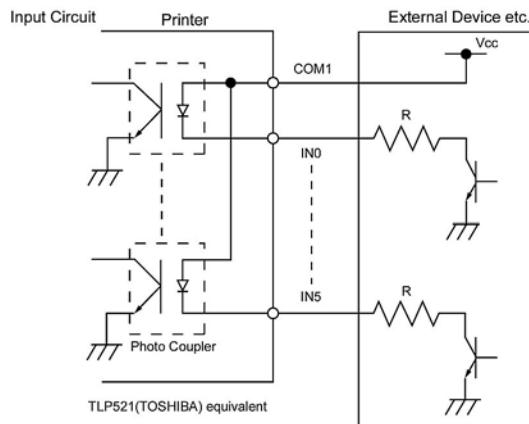 Input Circuit
Printer
External Device etc.
Vcc
COM1
R
IN0
R
IN5
Photo Coupler
TLP521(TOSHIBA) equivalent